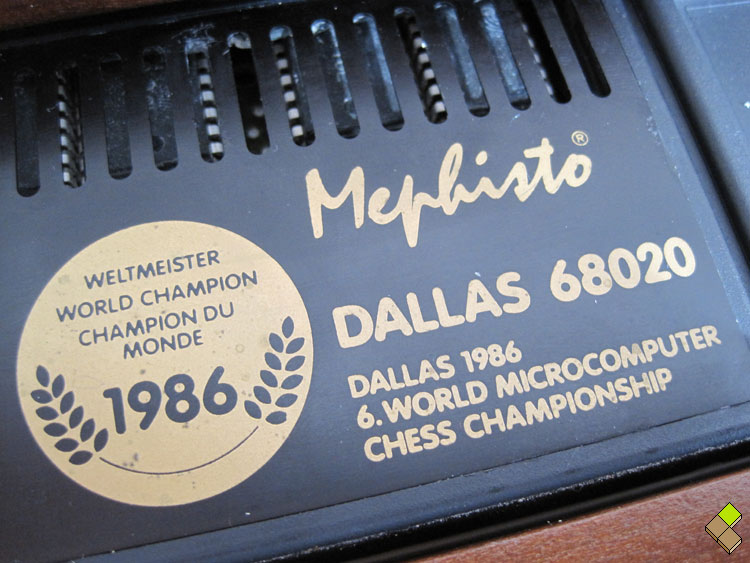 Mephisto®
DALLAS 68020
DALLAS 1986
6. WORLD MICROCOMPUTER
CHESS CHAMPIONSHIP
WELTMEISTER
WORLD CHAMPION
CHAMPION DU
MONDE
1986